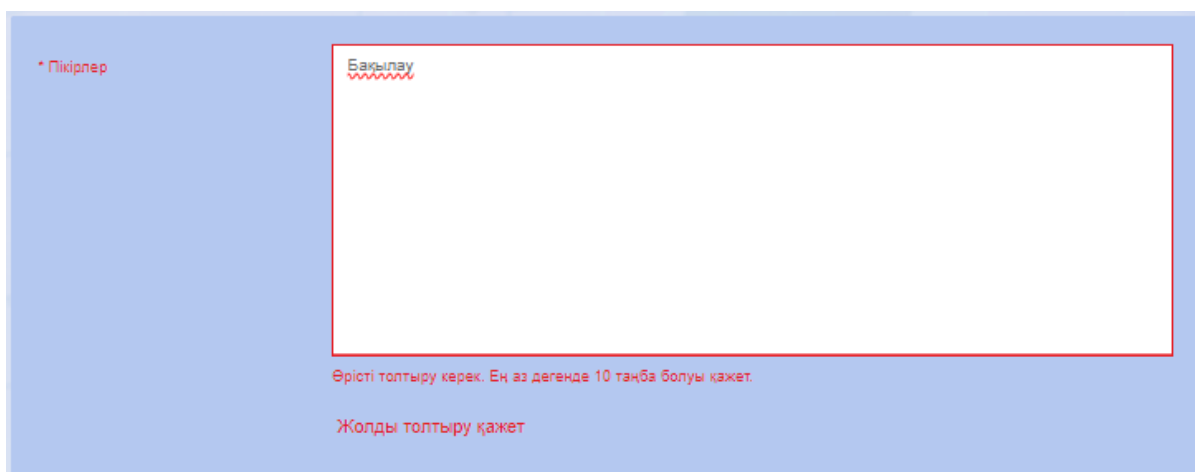 * Пікірлер
Бақылау
Өрісті толтыру керек. Ең аз дегенде 10 таңба болуы қажет.
Жолды толтыру қажет